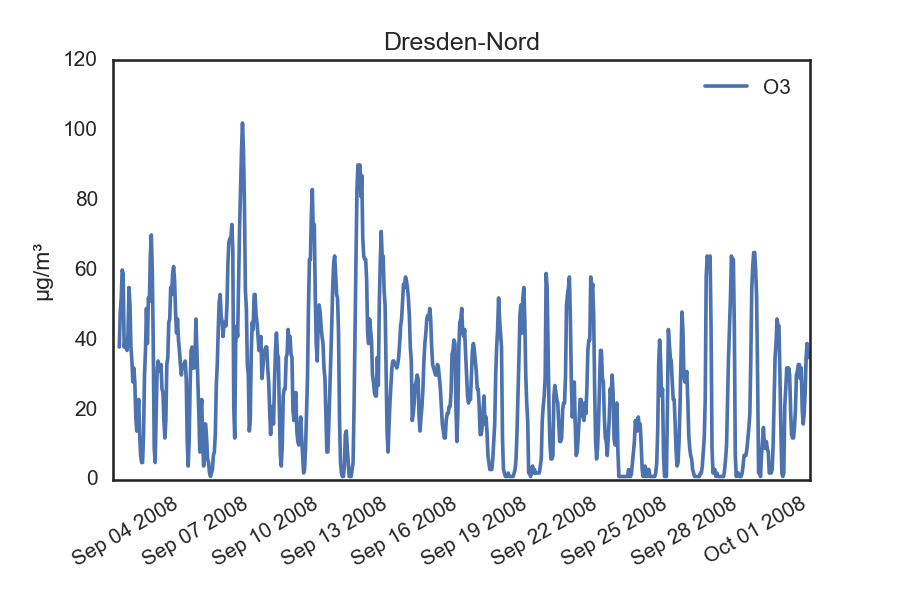 Dresden-Nord
120
100
80
60
40
20
0
µg/m³
O3
Sep 04 2008
Sep 07 2008
Sep 10 2008
Sep 13 2008
Sep 16 2008
Sep 19 2008
Sep 22 2008
Sep 25 2008
Sep 28 2008
Oct 01 2008